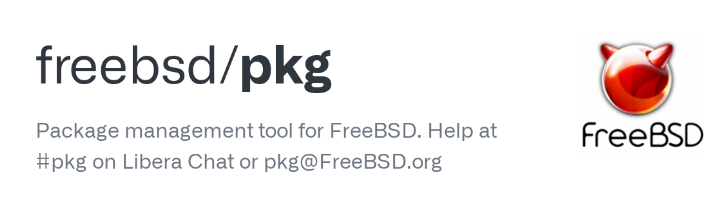 freebsd/pkg
Package management tool for FreeBSD. Help at
#pkg on Libera Chat or pkg@FreeBSD.org
FreeBSD